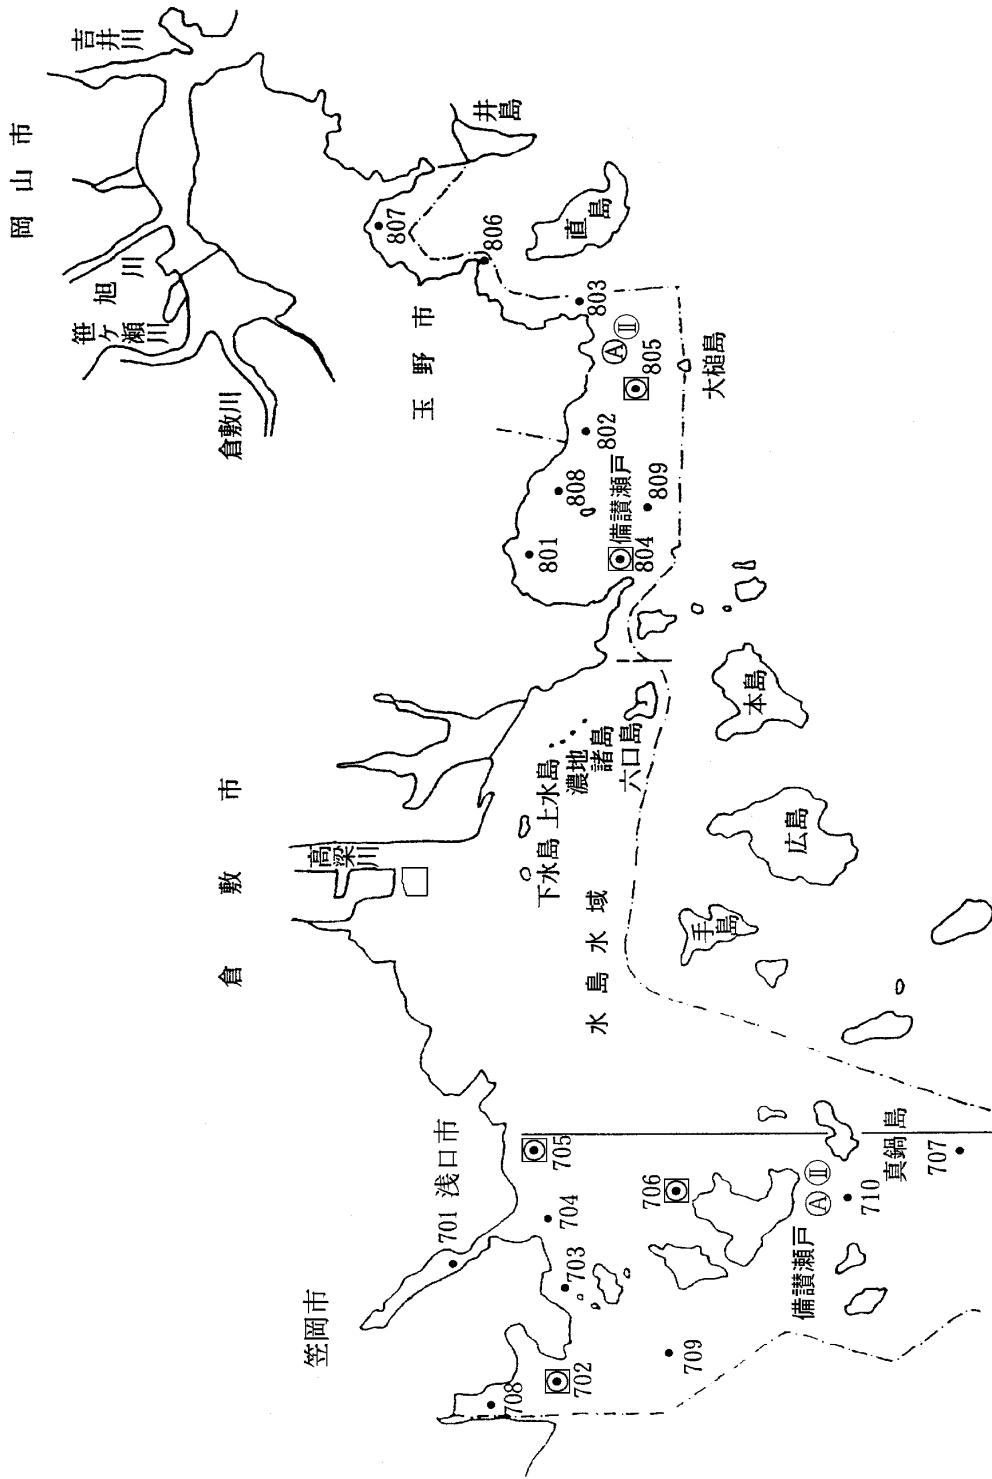 岡山市
吉井川
旭川
笹ヶ瀬川
倉敷川
玉野市
井島
直島
807
806
803
Ⓐ Ⅱ
805
大槌島
802
808
備讃瀬戸
809
801
804
倉敷市
高梁川
上水島
下水島
濃地諸島
六口島
本島
広島
手島
水島水域
浅口市
701
705
704
703
706
真鍋島
707
Ⓐ Ⅱ
710
備讃瀬戸
笠岡市
702
708
709